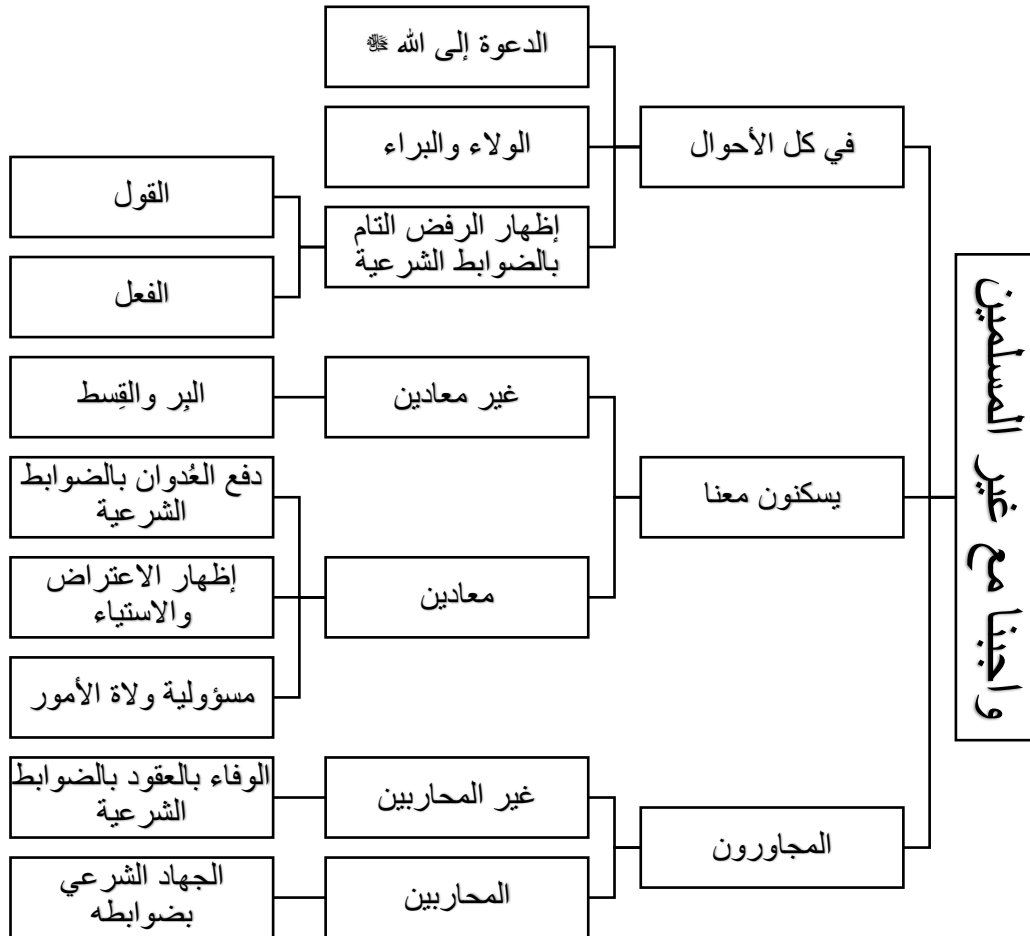 واجبنا مع غير المسلمين
في كل الأحوال
الدعوة إلى الله ﷻ
الولاء والبراء
إظهار الرفض التام
بالضوابط الشرعية
القول
الفعل
يسكنون معنا
غير معادين
البِر والقِسط
معادين
دفع العُدوان بالضوابط
الشرعية
إظهار الاعتراض
والاستياء
مسؤولية ولاة الأمور
المجاورون
غير المحاربين
الوفاء بالعقود بالضوابط
الشرعية
المحاربين
الجهاد الشرعي
بضوابطه